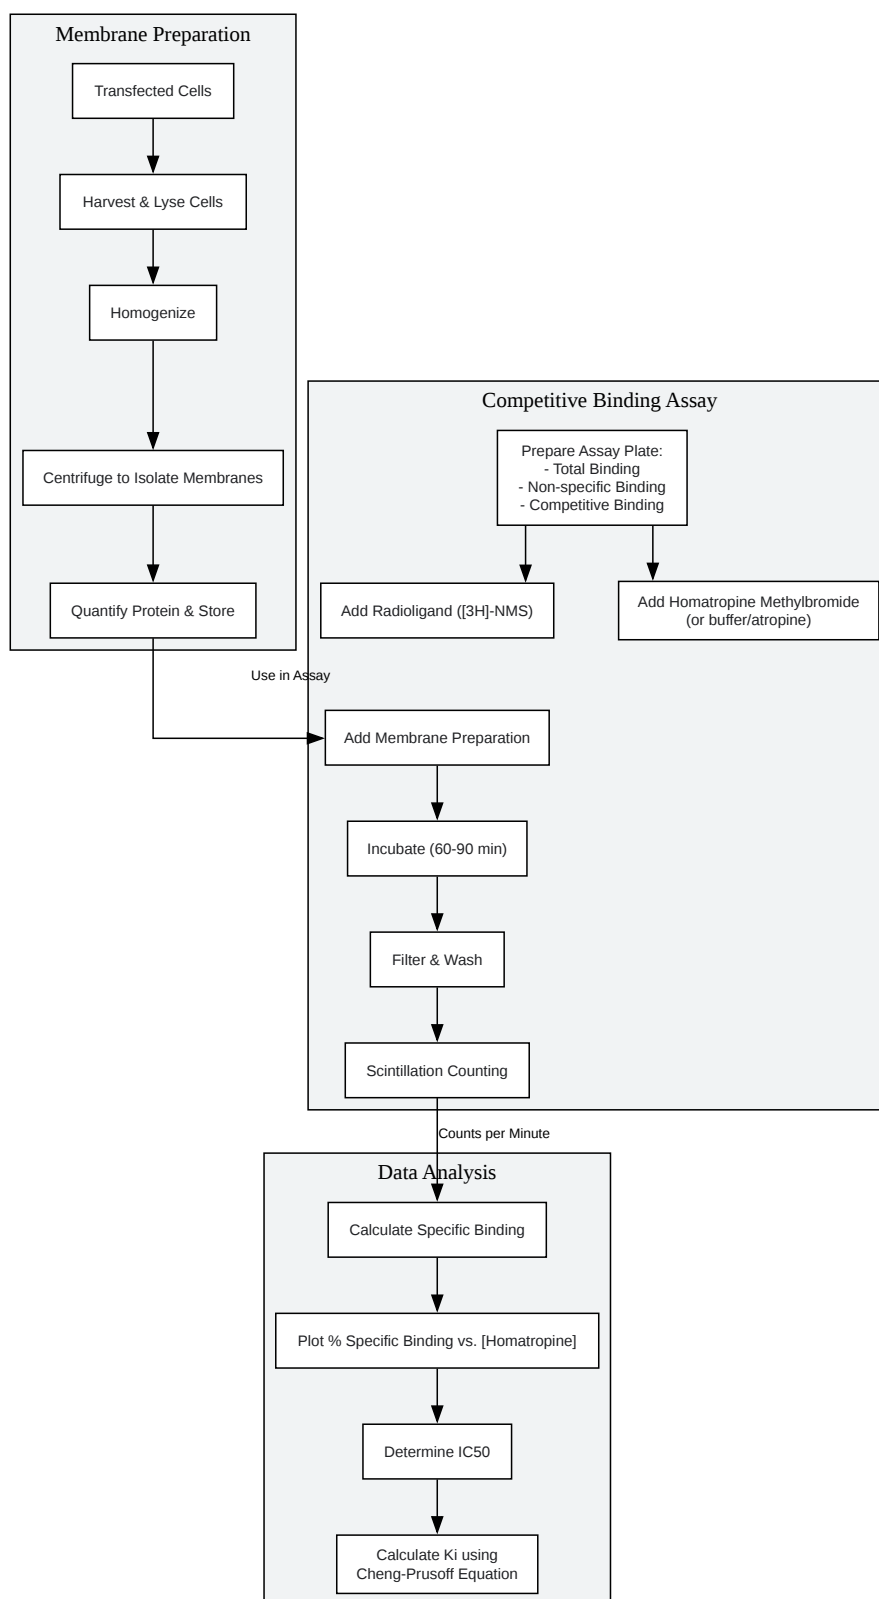 Membrane Preparation
Transfected Cells
Harvest & Lyse Cells
Homogenize
Centrifuge to Isolate Membranes
Quantify Protein & Store
Use in Assay
Competitive Binding Assay
Prepare Assay Plate:
- Total Binding
- Non-specific Binding
- Competitive Binding
Add Radioligand ([3H]-NMS)
Add Homatropine Methylbromide
(or buffer/atropine)
Add Membrane Preparation
Incubate (60-90 min)
Filter & Wash
Scintillation Counting
Counts per Minute
Data Analysis
Calculate Specific Binding
Plot % Specific Binding vs. [Homatropine]
Determine IC50
Calculate Ki using
Cheng-Prusoff Equation